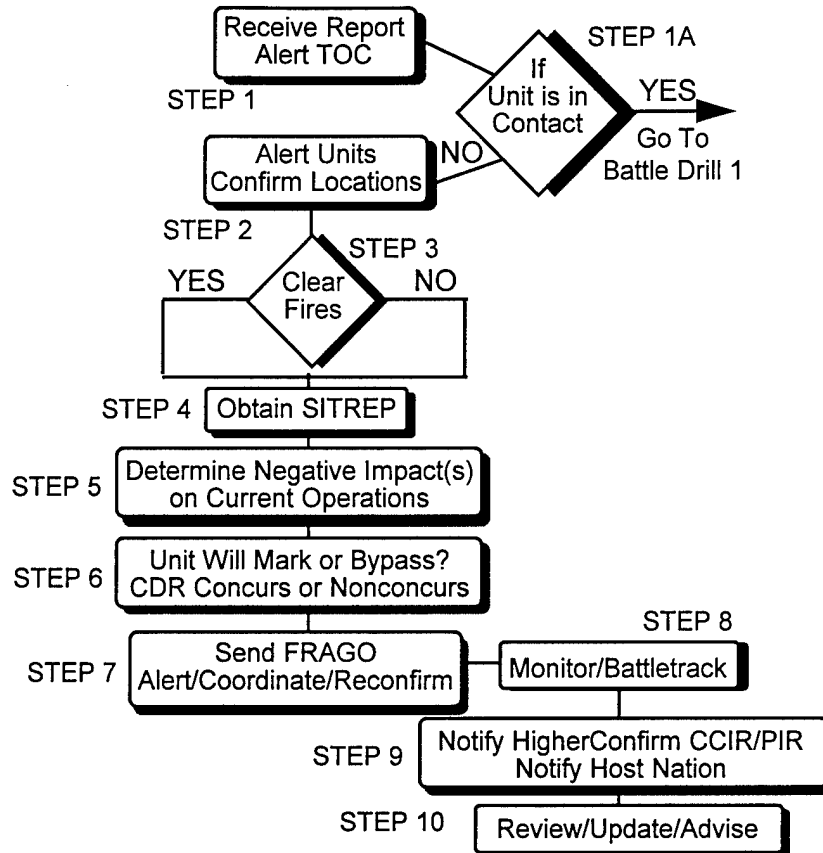 Receive Report
Alert TOC
STEP 1
STEP 1A
If
Unit is in
Contact
YES
Go To
Battle Drill 1
NO
Alert Units
Confirm Locations
STEP 2
STEP 3
YES
Clear
Fires
NO
STEP 4
Obtain SITREP
STEP 5
Determine Negative Impact(s)
on Current Operations
STEP 6
Unit Will Mark or Bypass?
CDR Concurs or Nonconcurs
STEP 7
Send FRAGO
Alert/Coordinate/Reconfirm
STEP 8
Monitor/Battletrack
STEP 9
Notify HigherConfirm CCIR/PIR
Notify Host Nation
STEP 10
Review/Update/Advise